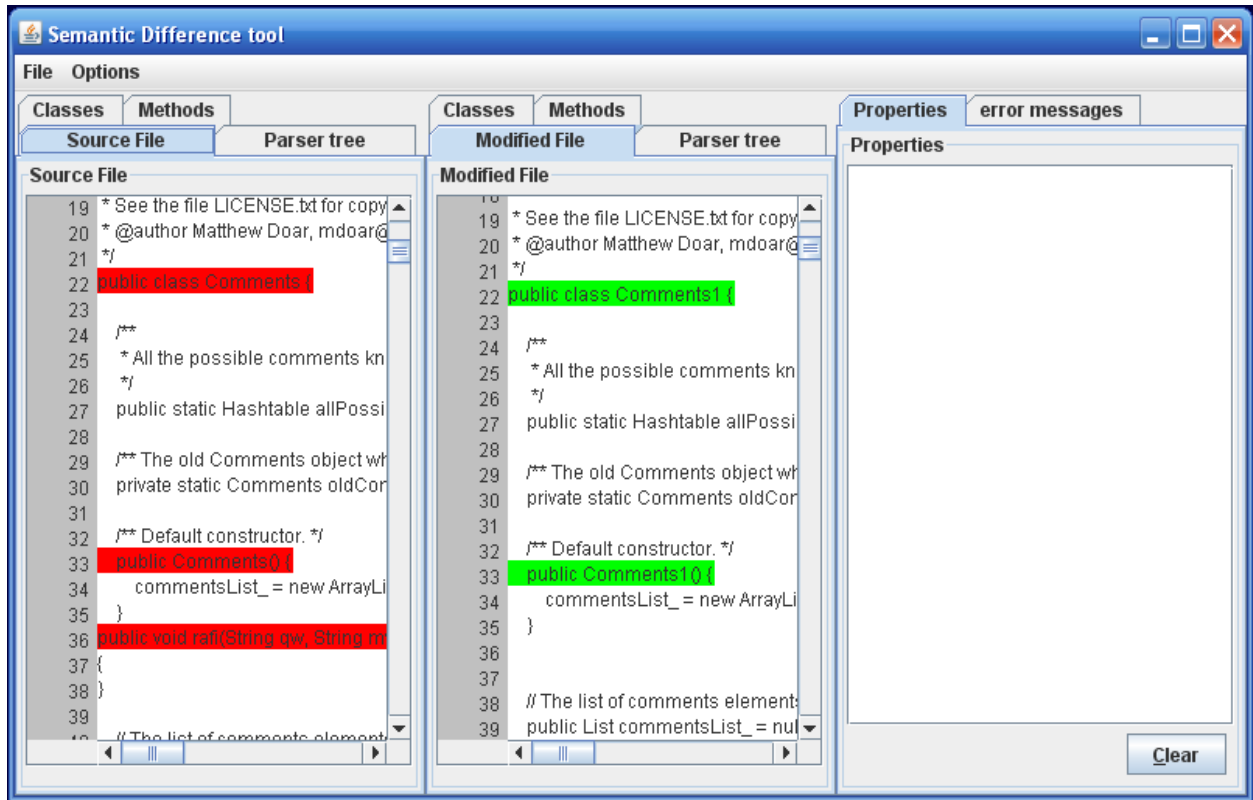 Semantic Difference tool
File Options
Classes Methods
Source File Parser tree
Source File
19 * See the file LICENSE.txt for copy
20 * @author Matthew Doar, mdoar@
21 */
22 public class Comments {
23
24 /**
25 * All the possible comments kn
26 */
27 public static Hashtable allPossi
28
29 /** The old Comments object wh
30 private static Comments oldCor
31
32 /** Default constructor. */
33 public Comments() {
34 commentsList_ = new ArrayLi
35 }
36 public void rafi(String qw, String m
37 {
38 }
39
// The list of comments element
Classes Methods
Modified File Parser tree
Modified File
19 * See the file LICENSE.txt for copy
20 * @author Matthew Doar, mdoar@
21 */
22 public class Comments1 {
23
24 /**
25 * All the possible comments kn
26 */
27 public static Hashtable allPossi
28
29 /** The old Comments object wh
30 private static Comments oldCor
31
32 /** Default constructor. */
33 public Comments1() {
34 commentsList_ = new ArrayLi
35 }
36
37
38 // The list of comments element
39 public List commentsList_ = nul
Properties error messages
Properties
Clear